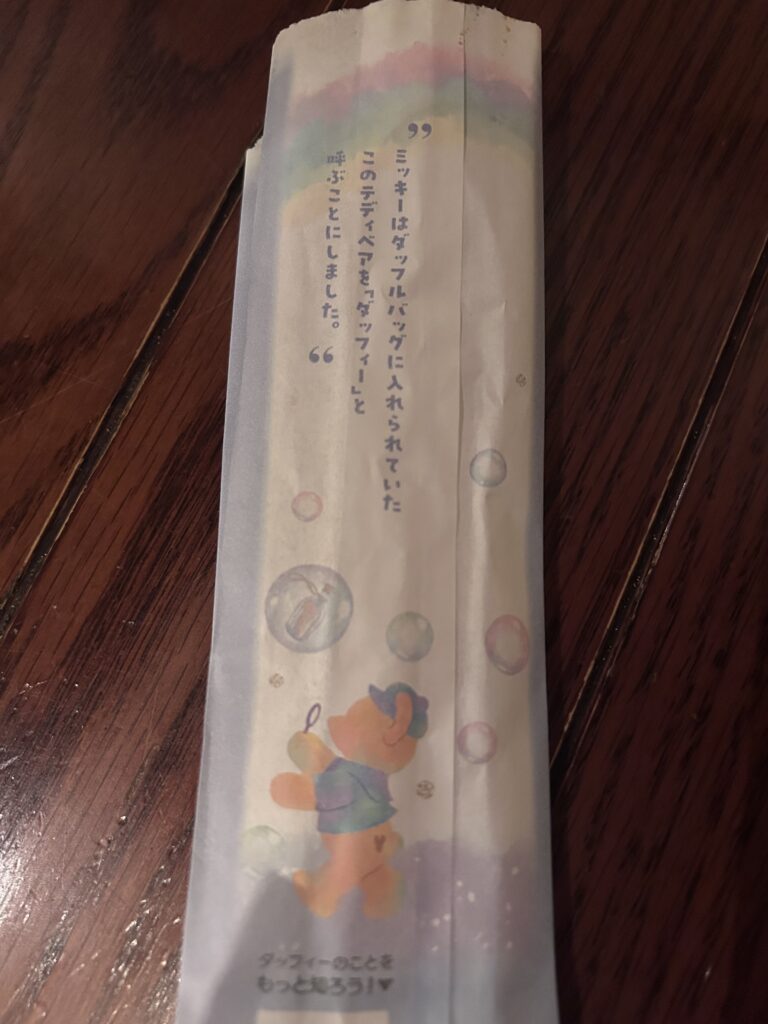 ”
ミッキーはダッフルバッグに入れられていた
このテディベアを「ダッフィー」と
呼ぶことにしました。
“
ダッフィーのことを
もっと知ろう！▼